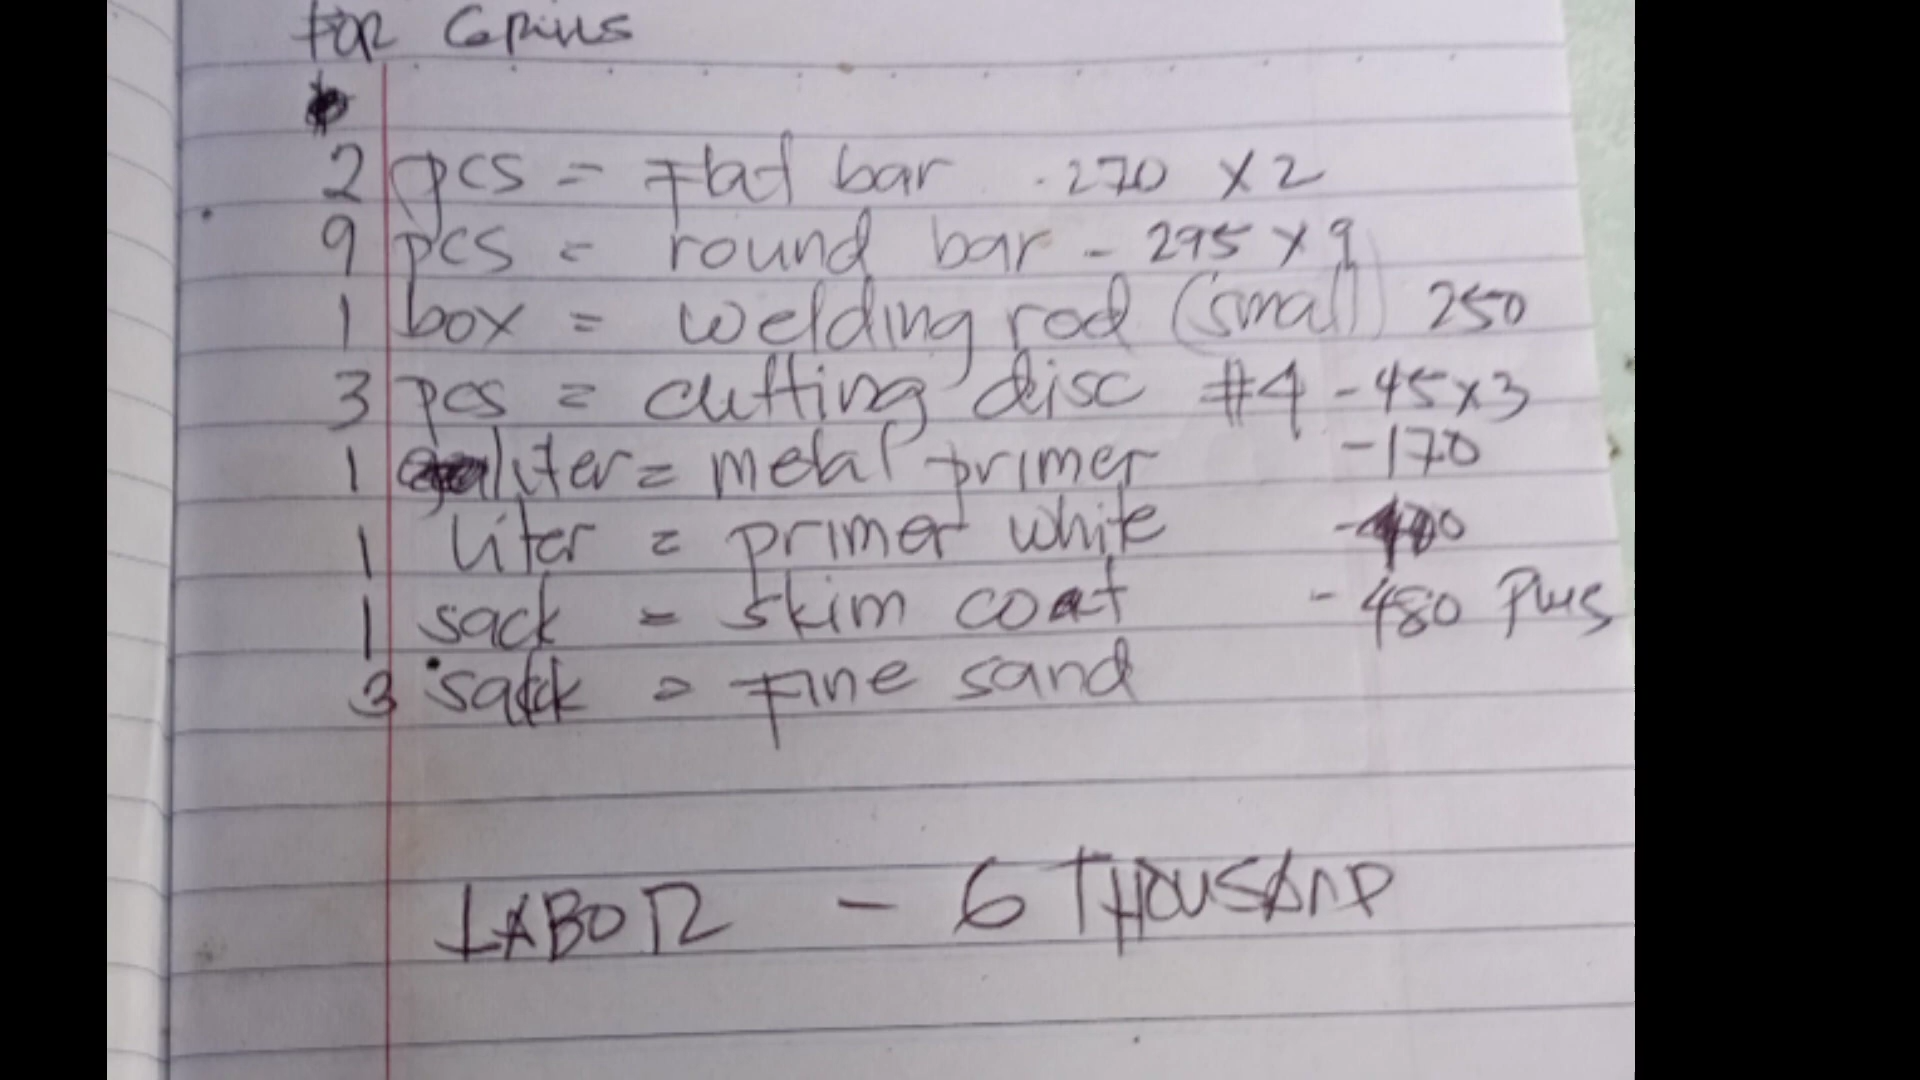 For Genius
2 pcs = Flat bar . 270 x 2
9 pcs = round bar - 295 x 9
1 box = welding rod (small) 250
3 pcs = cutting disc #4 - 45x3
1 liter = metal primer - 170
1 liter = primer white
1 sack = skim coat - 480 Plus
3 sack = Fine sand
LABOR - 6 THOUSAND